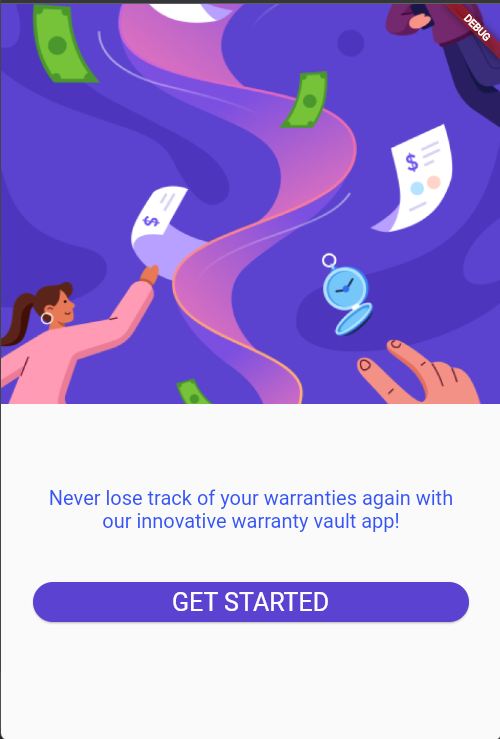 DEBUG
$
$
Never lose track of your warranties again with
our innovative warranty vault app!
GET STARTED